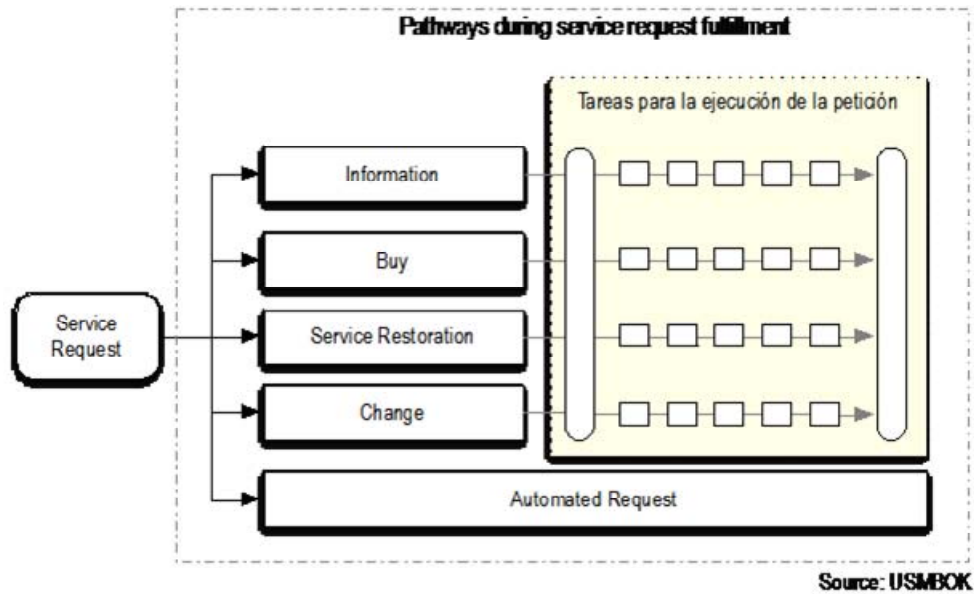 Pathways during service request fulfillment
Tareas para la ejecución de la petición
Information
Buy
Service
Request
Service Restoration
Change
Automated Request
Source: USMBOK